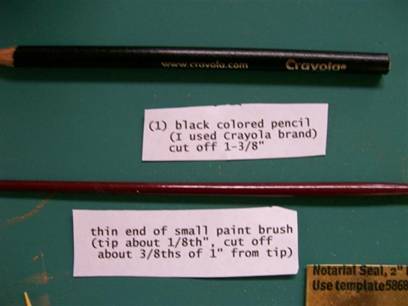 www.crayola.com Crayola®
(1) black colored pencil
(I used Crayola brand)
cut off 1-3/8"
thin end of small paint brush
(tip about 1/8th", cut off
about 3/8ths of 1" from tip)
Notarial Seal, 2"
Use template5868